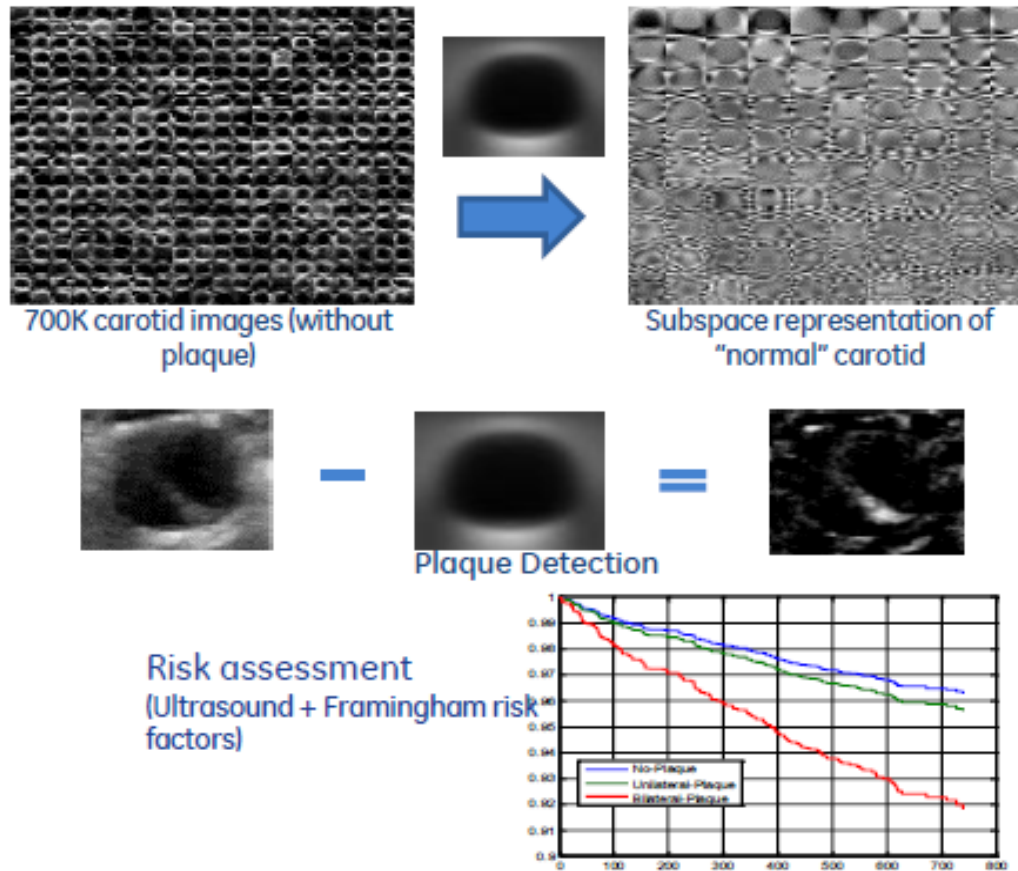 700K carotid images (without
plaque)
Subspace representation of
"normal" carotid
Plaque Detection
Risk assessment
(Ultrasound + Framingham risk
factors)
1
0.99
0.98
0.97
0.96
0.95
0.94
0.93
0.92
0.91
0.9
No-Plaque
Unilateral-Plaque
Bilateral-Plaque
0 100 200 300 400 500 600 700 800